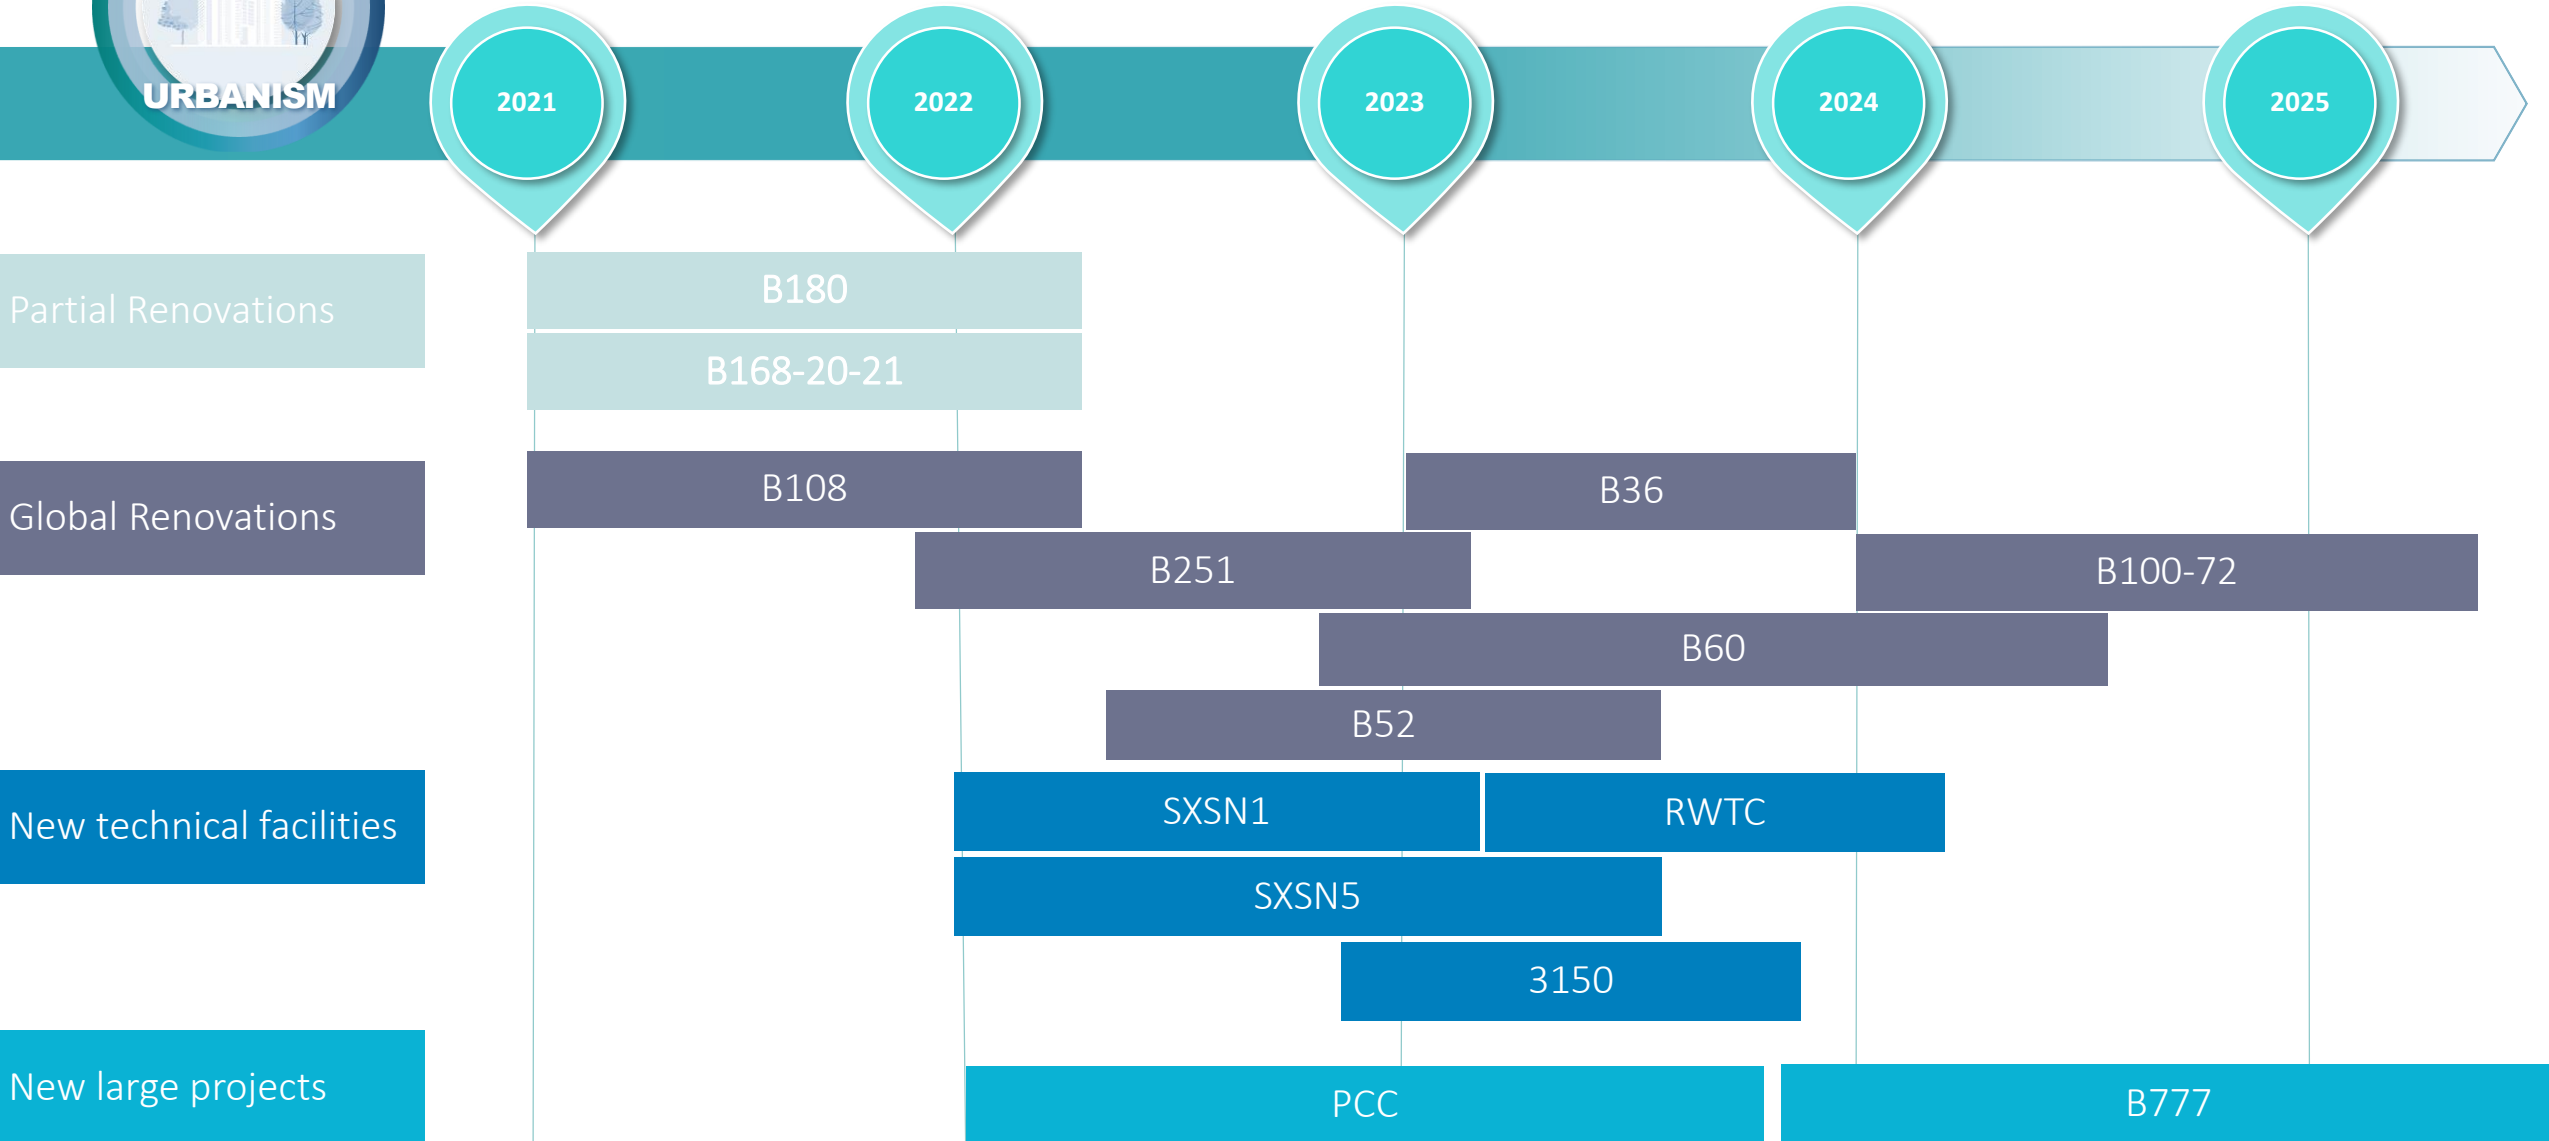 URBANISM
2021
2022
2023
2024
2025
Partial Renovations
B180
B168-20-21
Global Renovations
B108
B36
B251
B100-72
B60
B52
New technical facilities
SXSN1
RWTC
SXSN5
3150
New large projects
PCC
B777